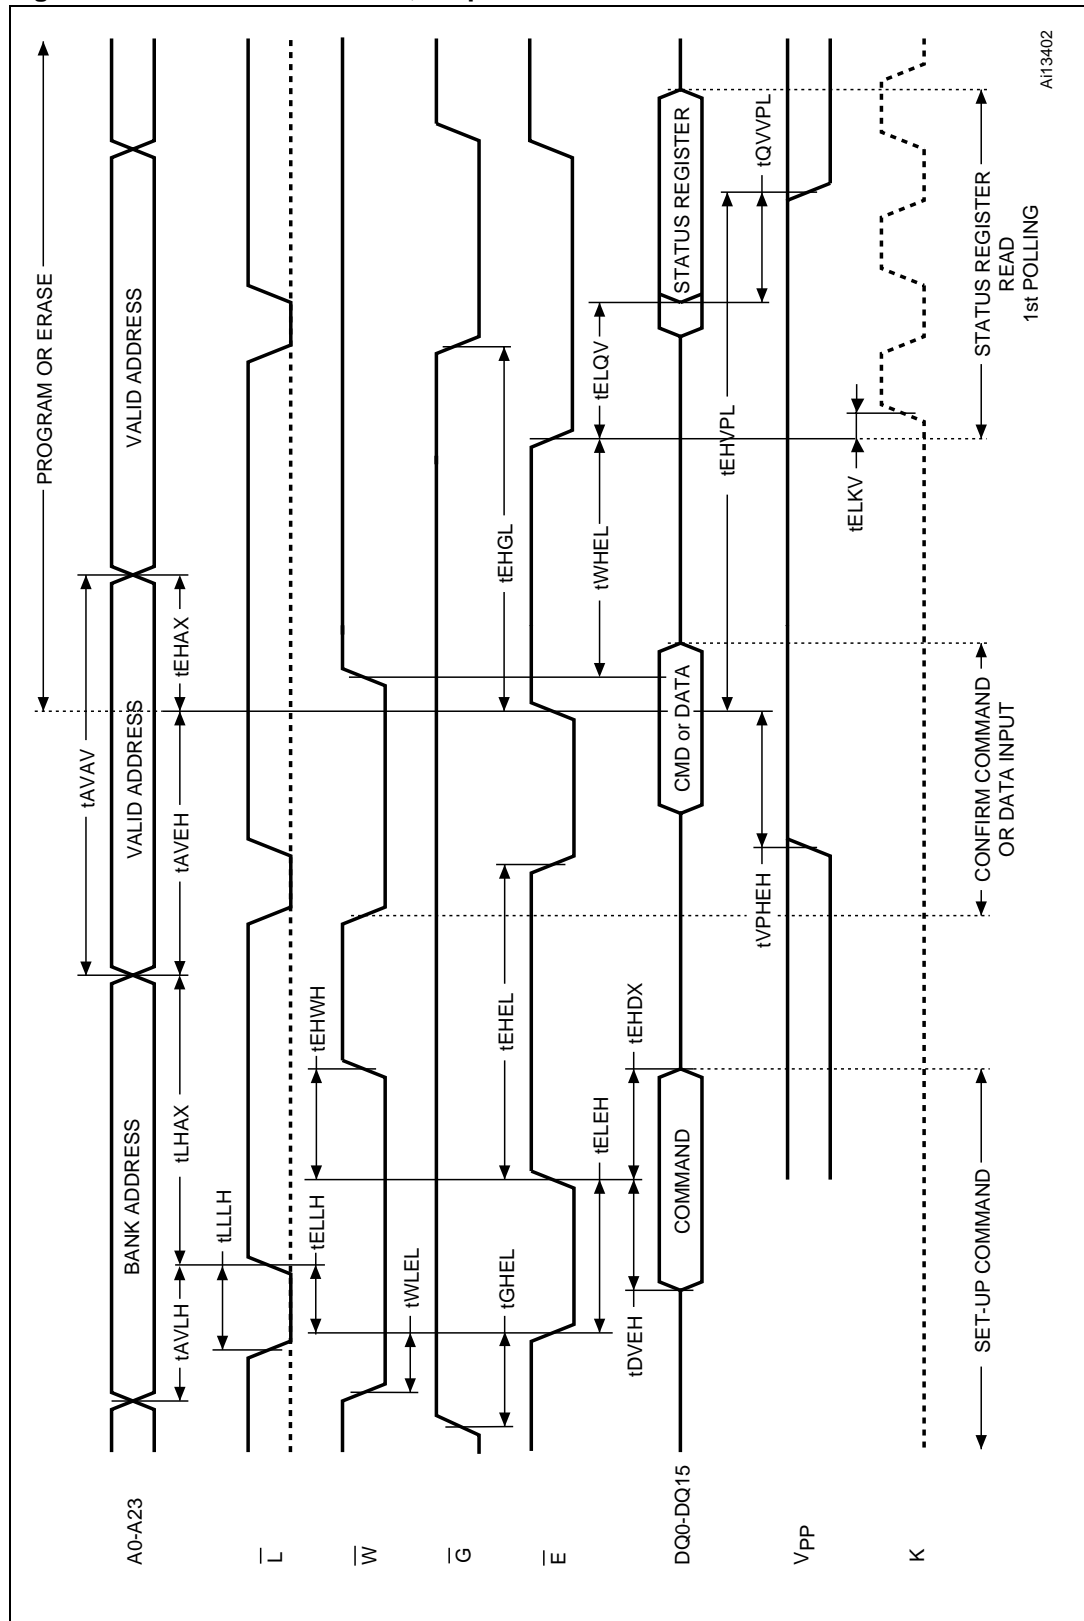 Ai13402
PROGRAM OR ERASE
tAVAV
tAVLH
tLHAX
tAVEH
tEHAX
A0-A23
BANK ADDRESS
VALID ADDRESS
VALID ADDRESS
tLLLH
L
tELLH
tEHWH
W
tWLEL
G
tGHEL
tEHEL
tEHGL
E
tELEH
tWHEL
tELQV
tDVEH
tEHDX
DQ0-DQ15
COMMAND
CMD or DATA
STATUS REGISTER
tEHVPL
tVPHEH
tQVVPL
VPP
tELKV
K
SET-UP COMMAND
CONFIRM COMMAND
OR DATA INPUT
STATUS REGISTER
READ
1st POLLING